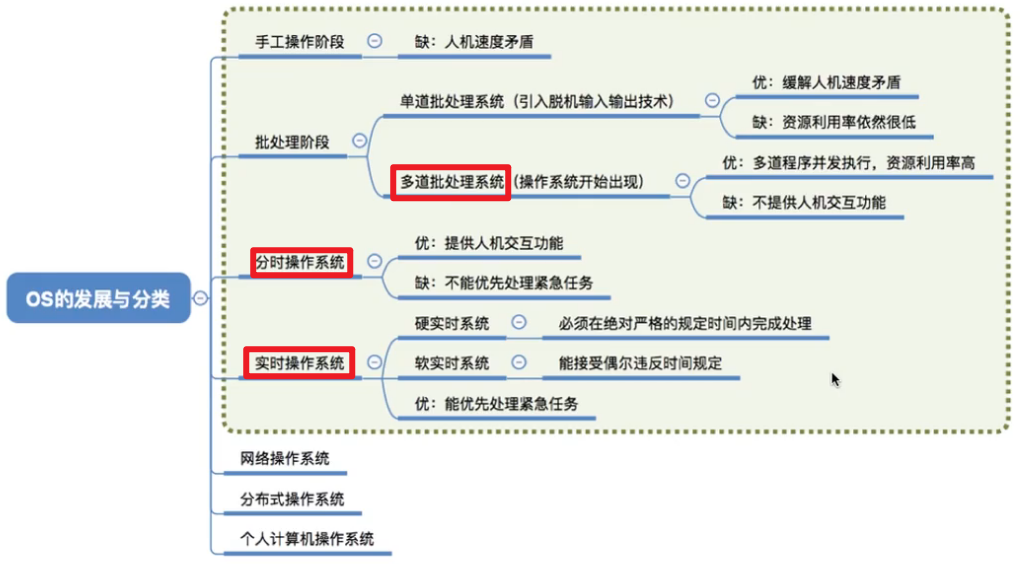 手工操作阶段
缺：人机速度矛盾
批处理阶段
单道批处理系统（引入脱机输入输出技术）
优：缓解人机速度矛盾
缺：资源利用率依然很低
多道批处理系统（操作系统开始出现）
优：多道程序并发执行，资源利用率高
缺：不提供人机交互功能
分时操作系统
优：提供人机交互功能
缺：不能优先处理紧急任务
OS的发展与分类
实时操作系统
硬实时系统
必须在绝对严格的规定时间内完成处理
软实时系统
能接受偶尔违反时间规定
优：能优先处理紧急任务
网络操作系统
分布式操作系统
个人计算机操作系统